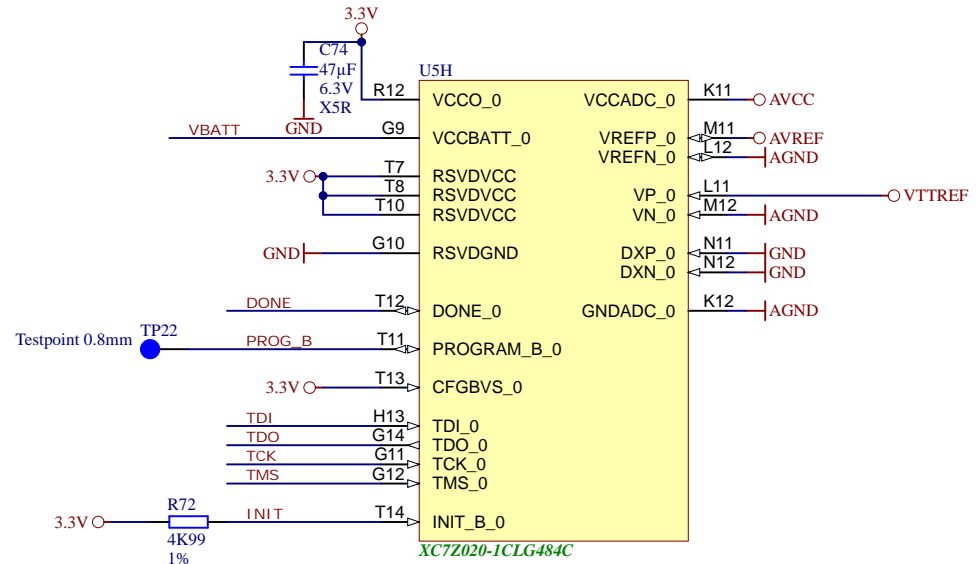 3.3V
C74
47µF
6.3V
X5R
GND
U5H
R12 VCCO_0 VCCADC_0 K11 AVCC
VBATT G9 VCCBATT_0 VREFP_0 M11 AVREF
VREFN_0 L12 AGND
3.3V T7 RSVDVCC
T8 RSVDVCC VP_0 L11 VTTREF
T10 RSVDVCC VN_0 M12 AGND
GND G10 RSVDGND DXP_0 N11 GND
DXN_0 N12 GND
DONE T12 DONE_0 GNDADC_0 K12 AGND
Testpoint 0.8mm TP22 PROG_B T11 PROGRAM_B_0
3.3V T13 CFGBVS_0
TDI H13 TDI_0
TDO G14 TDO_0
TCK G11 TCK_0
TMS G12 TMS_0
R72
3.3V INIT T14 INIT_B_0
4K99
1%
XC7Z020-1CLG484C